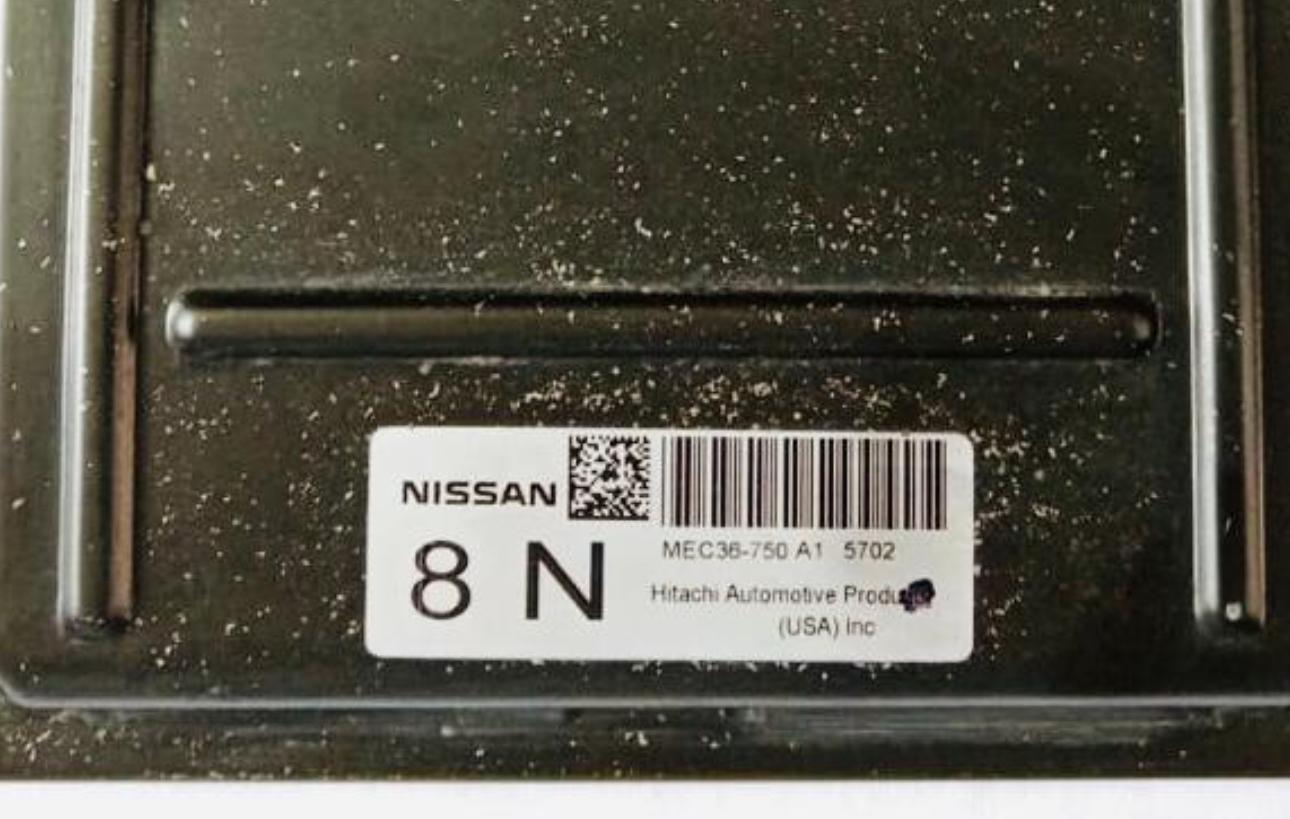 NISSAN
8 N
MEC36-750 A1 5702
Hitachi Automotive
(USA) Inc